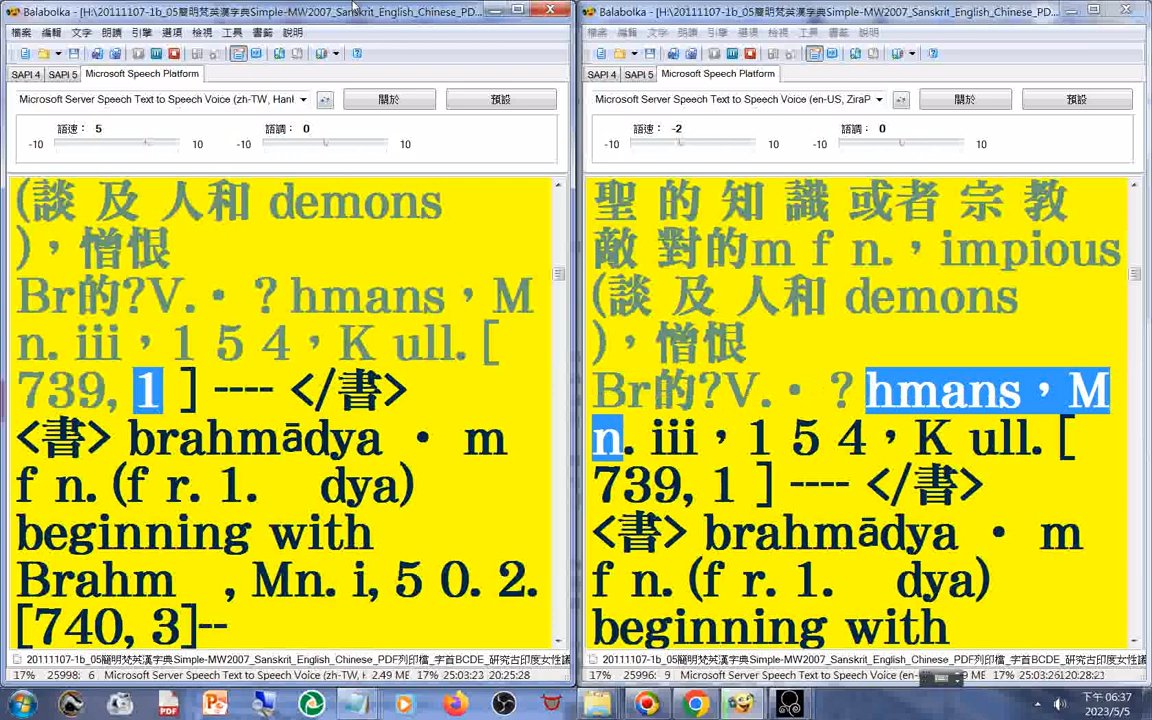 Balabolka - [H:\20111107-1b_05簡明梵英漢字典Simple-MW2007_Sanskrit_English_Chinese_PD...
檔案 編輯 文字 朗讀 引擎 選項 檢視 工具 書籤 說明
SAPI 4 SAPI 5 Microsoft Speech Platform
Microsoft Server Speech Text to Speech Voice (zh-TW, Hanl
關於 預設
語速： 5 語調： 0
-10 10 -10 10
(談 及 人和 demons
)，憎恨
Br的?V.‧ ?hmans，M
n. iii，1 5 4，K ull. [
739, 1 ] ---- </書>
<書> brahmādya ‧ m
f n. (f r. 1. dya)
beginning with
Brahm , Mn. i, 5 0. 2.
[740, 3]--
20111107-1b_05簡明梵英漢字典Simple-MW2007_Sanskrit_English_Chinese_PDF列印檔_字首BCDE_研究古印度女性議
17% 25998: 6 Microsoft Server Speech Text to Speech Voice (zh-TW, H 2.49 ME 17% 25:03:23 20:25:28
Balabolka - [H:\20111107-1b_05簡明梵英漢字典Simple-MW2007_Sanskrit_English_Chinese_PD...
檔案 編輯 文字 朗讀 引擎 選項 檢視 工具 書籤 說明
SAPI 4 SAPI 5 Microsoft Speech Platform
Microsoft Server Speech Text to Speech Voice (en-US, ZiraP
關於 預設
語速： -2 語調： 0
-10 10 -10 10
聖 的 知 識 或者 宗 教
敵 對的m f n.，impious
(談 及 人和 demons
)，憎恨
Br的?V.‧ ?hmans，M
n. iii，1 5 4，K ull. [
739, 1 ] ---- </書>
<書> brahmādya ‧ m
f n. (f r. 1. dya)
beginning with
20111107-1b_05簡明梵英漢字典Simple-MW2007_Sanskrit_English_Chinese_PDF列印檔_字首BCDE_研究古印度女性議
17% 25996: 9 Microsoft Server Speech Text to Speech Voice (en-US, 17% 25:03:26
PDF
下午 06:37
2023/5/5